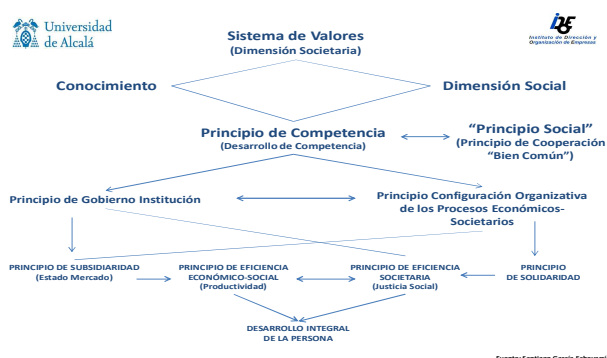 Universidad
de Alcalá
Instituto de Dirección y
Organización de Empresas
Sistema de Valores
(Dimensión Societaria)
Conocimiento
Dimensión Social
Principio de Competencia
(Desarrollo de Competencia)
“Principio Social”
(Principio de Cooperación
“Bien Común”)
Principio de Gobierno Institución
Principio Configuración Organizativa
de los Procesos Económicos-
Societarios
PRINCIPIO DE SUBSIDIARIDAD
(Estado Mercado)
PRINCIPIO DE EFICIENCIA
ECONÓMICO-SOCIAL
(Productividad)
PRINCIPIO DE EFICIENCIA
SOCIETARIA
(Justicia Social)
PRINCIPIO
DE SOLIDARIDAD
DESARROLLO INTEGRAL
DE LA PERSONA